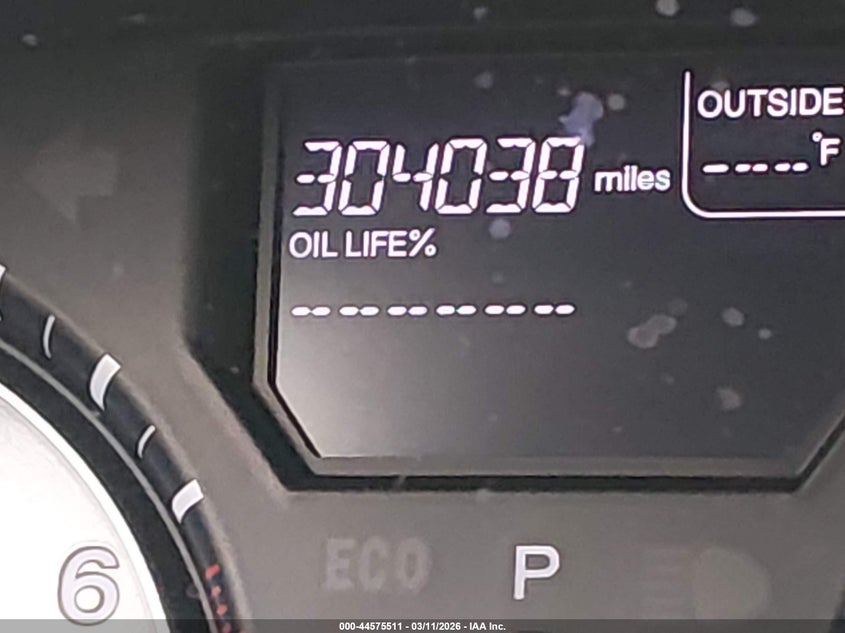 OUTSIDE
----°F
304038 miles
OIL LIFE%
------
ECO
P
6
000-44575511 - 03/11/2026 - IAA Inc.